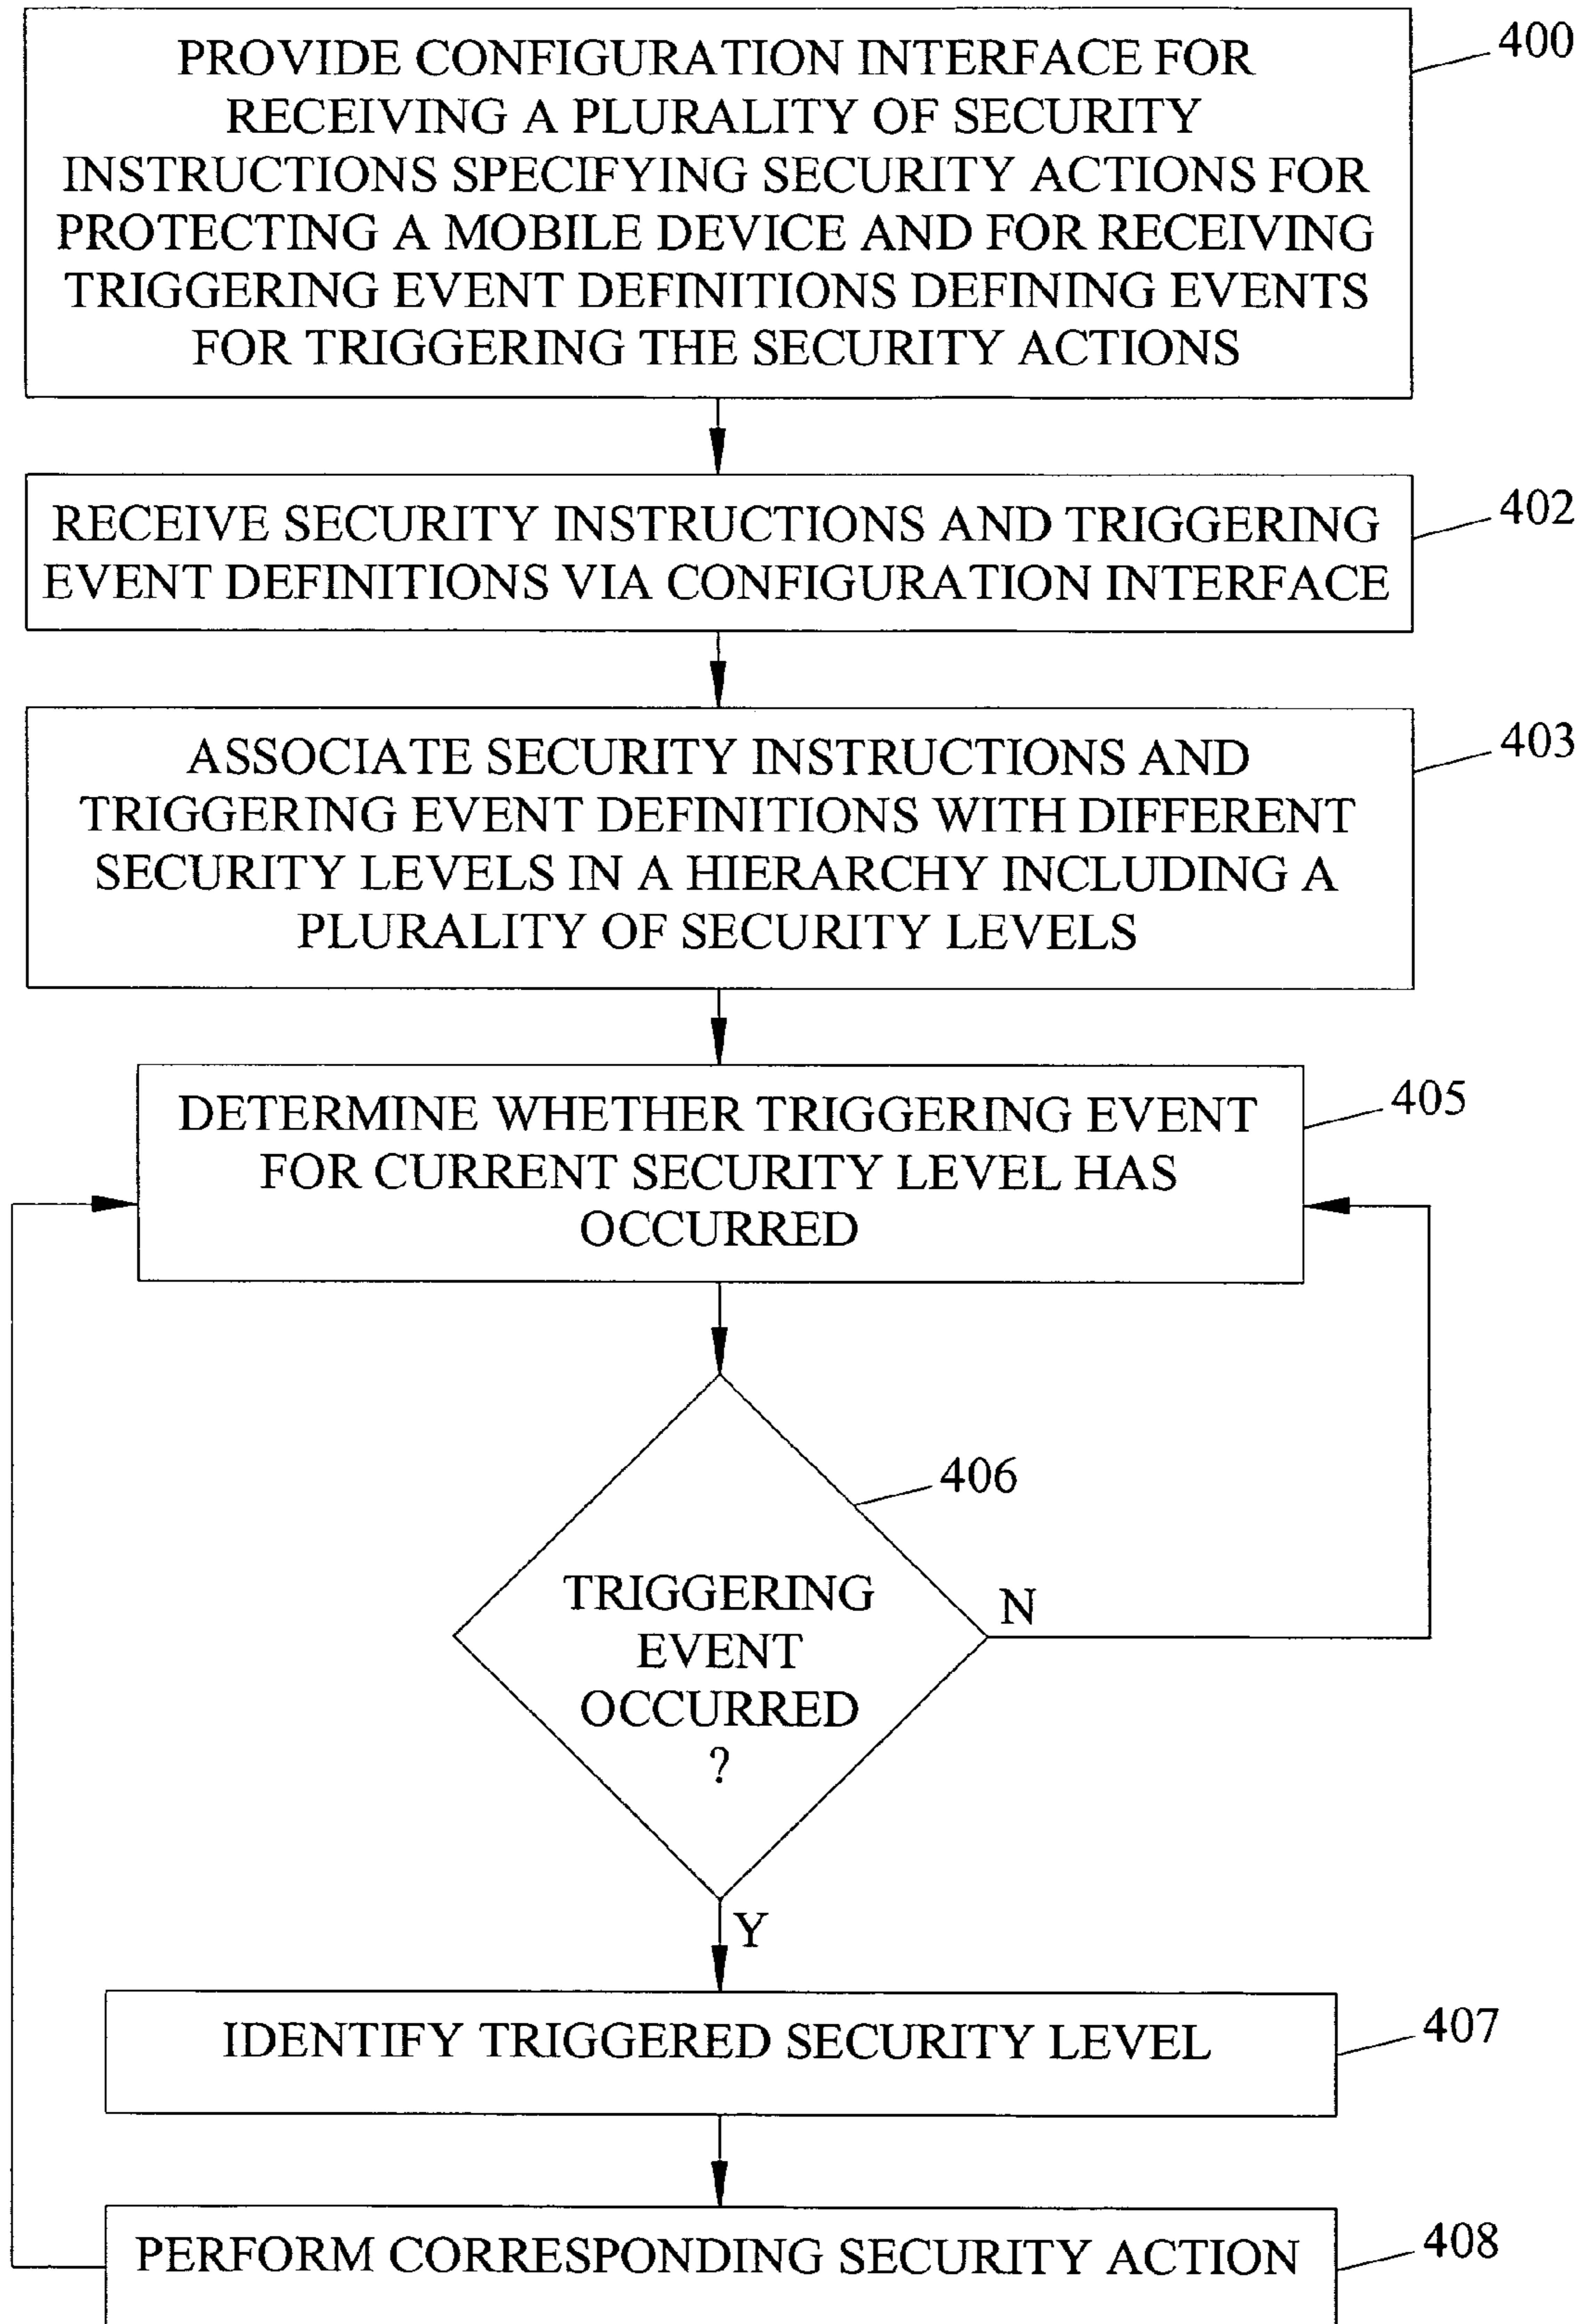 PROVIDE CONFIGURATION INTERFACE FOR
RECEIVING A PLURALITY OF SECURITY
INSTRUCTIONS SPECIFYING SECURITY ACTIONS FOR
PROTECTING A MOBILE DEVICE AND FOR RECEIVING
TRIGGERING EVENT DEFINITIONS DEFINING EVENTS
FOR TRIGGERING THE SECURITY ACTIONS
400
RECEIVE SECURITY INSTRUCTIONS AND TRIGGERING
EVENT DEFINITIONS VIA CONFIGURATION INTERFACE
402
ASSOCIATE SECURITY INSTRUCTIONS AND
TRIGGERING EVENT DEFINITIONS WITH DIFFERENT
SECURITY LEVELS IN A HIERARCHY INCLUDING A
PLURALITY OF SECURITY LEVELS
403
DETERMINE WHETHER TRIGGERING EVENT
FOR CURRENT SECURITY LEVEL HAS
OCCURRED
405
406
TRIGGERING
EVENT
OCCURRED
?
N
Y
IDENTIFY TRIGGERED SECURITY LEVEL
407
PERFORM CORRESPONDING SECURITY ACTION
408